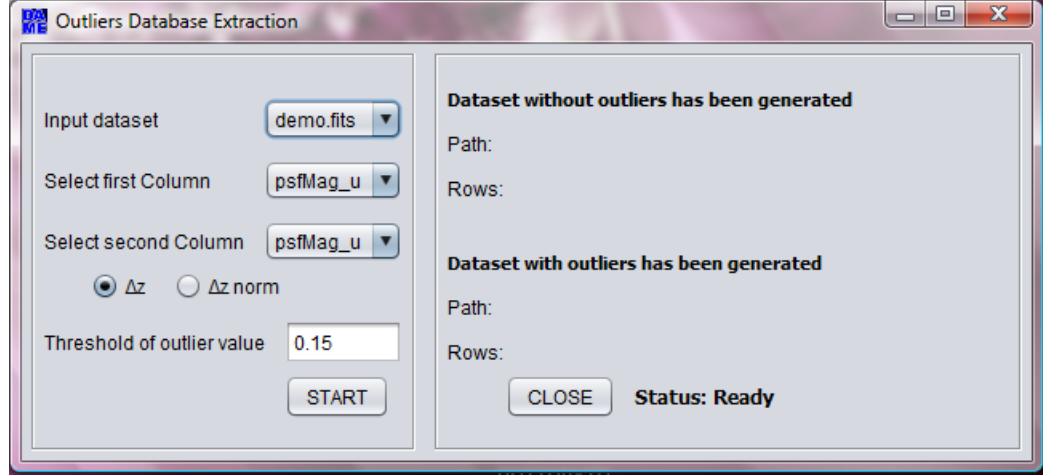 DAME Outliers Database Extraction
Input dataset demo.fits
Select first Column psfMag_u
Select second Column psfMag_u
Δz Δz norm
Threshold of outlier value 0.15
START
Dataset without outliers has been generated
Path:
Rows:
Dataset with outliers has been generated
Path:
Rows:
CLOSE Status: Ready